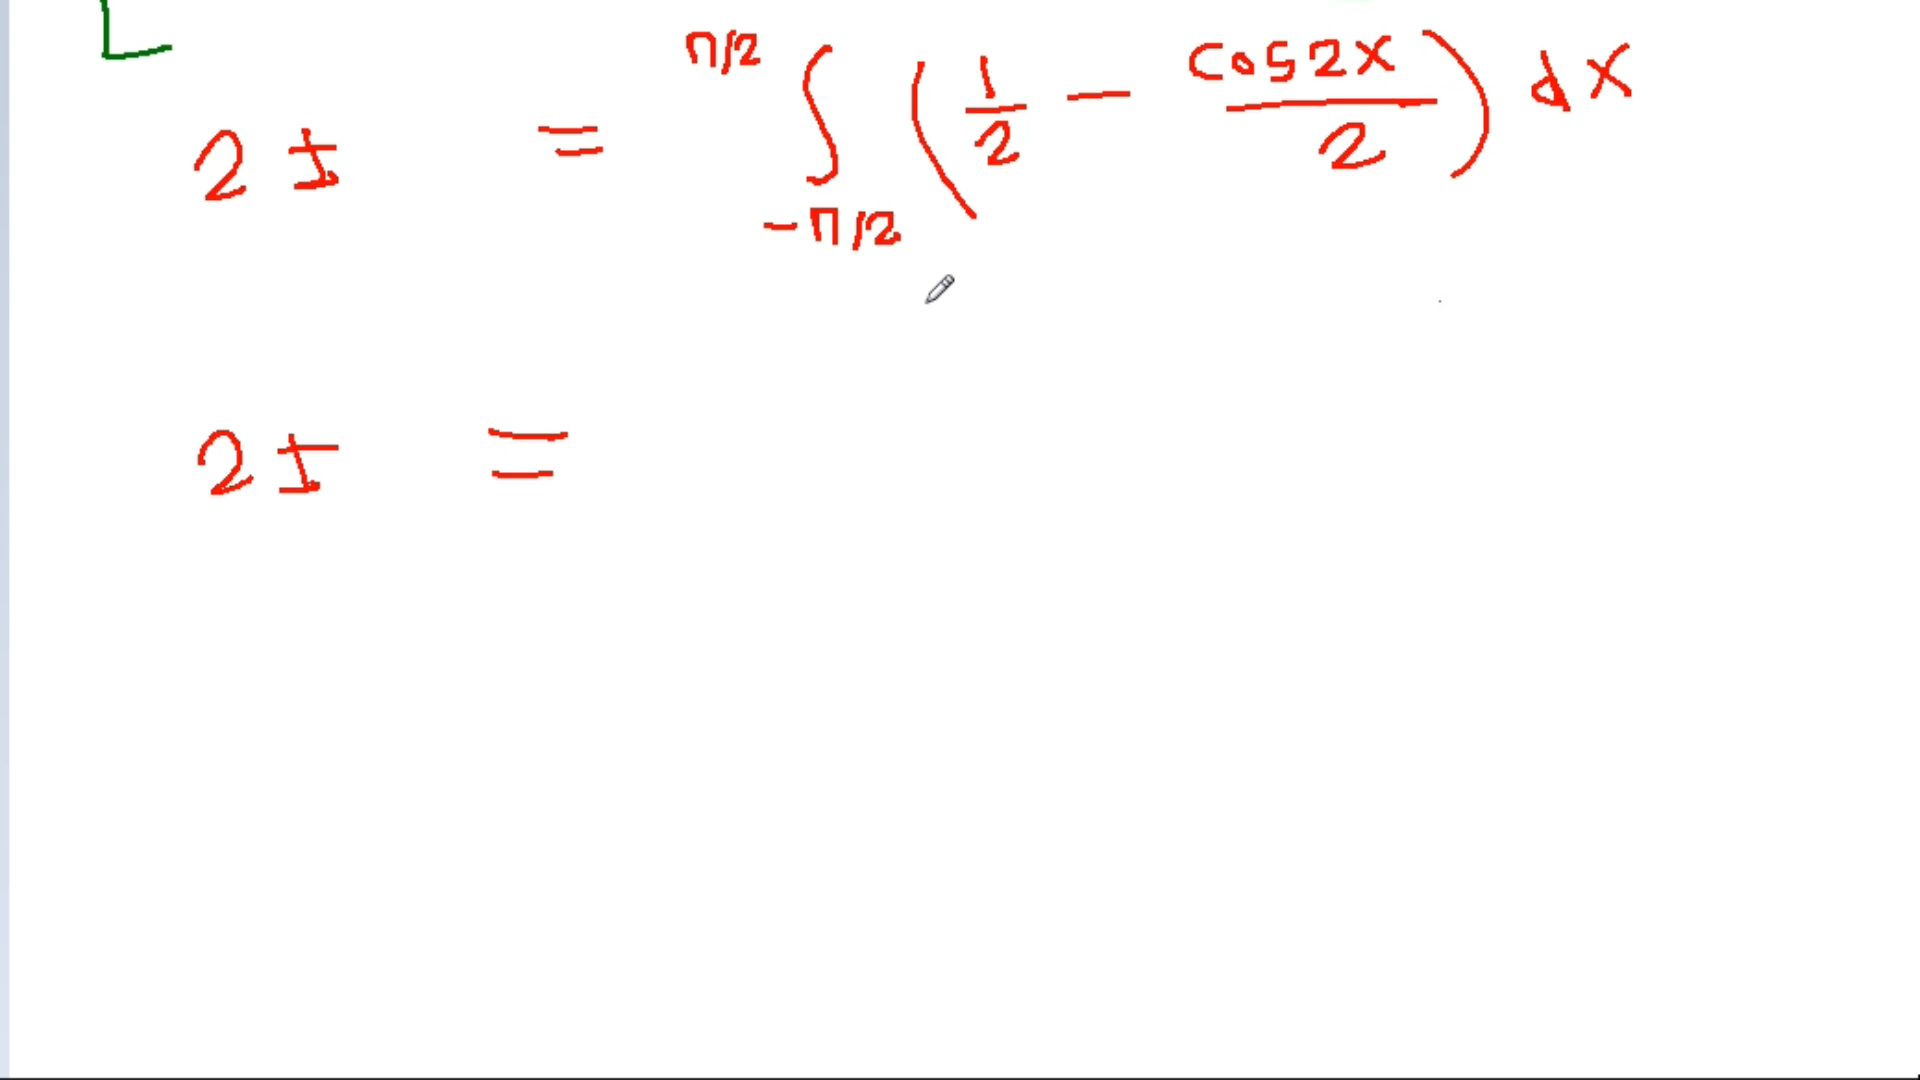 2I = ∫_{-π/2}^{π/2} (1/2 - cos2x/2) dx
2I =